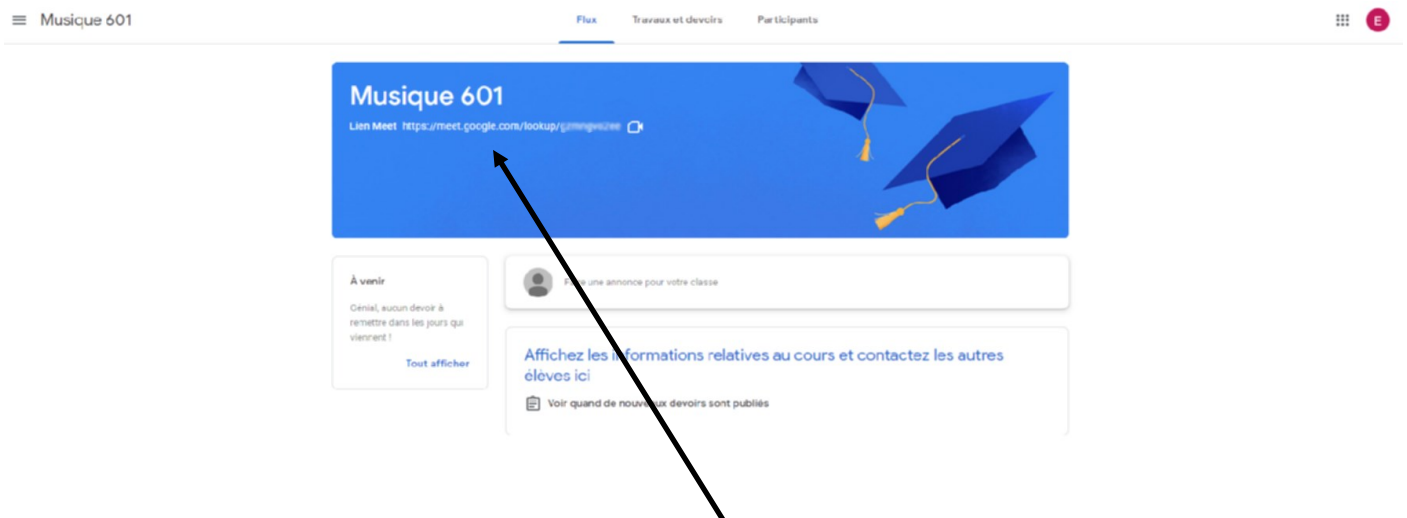 Musique 601
Flux Travaux et devoirs Participants
E
Musique 601
Lien Meet https://meet.google.com/lookup/
À venir
Génial, aucun devoir à
remettre dans les jours qui
viennent !
Tout afficher
une annonce pour votre classe
Affichez les informations relatives au cours et contactez les autres
élèves ici
Voir quand de nouveaux devoirs sont publiés